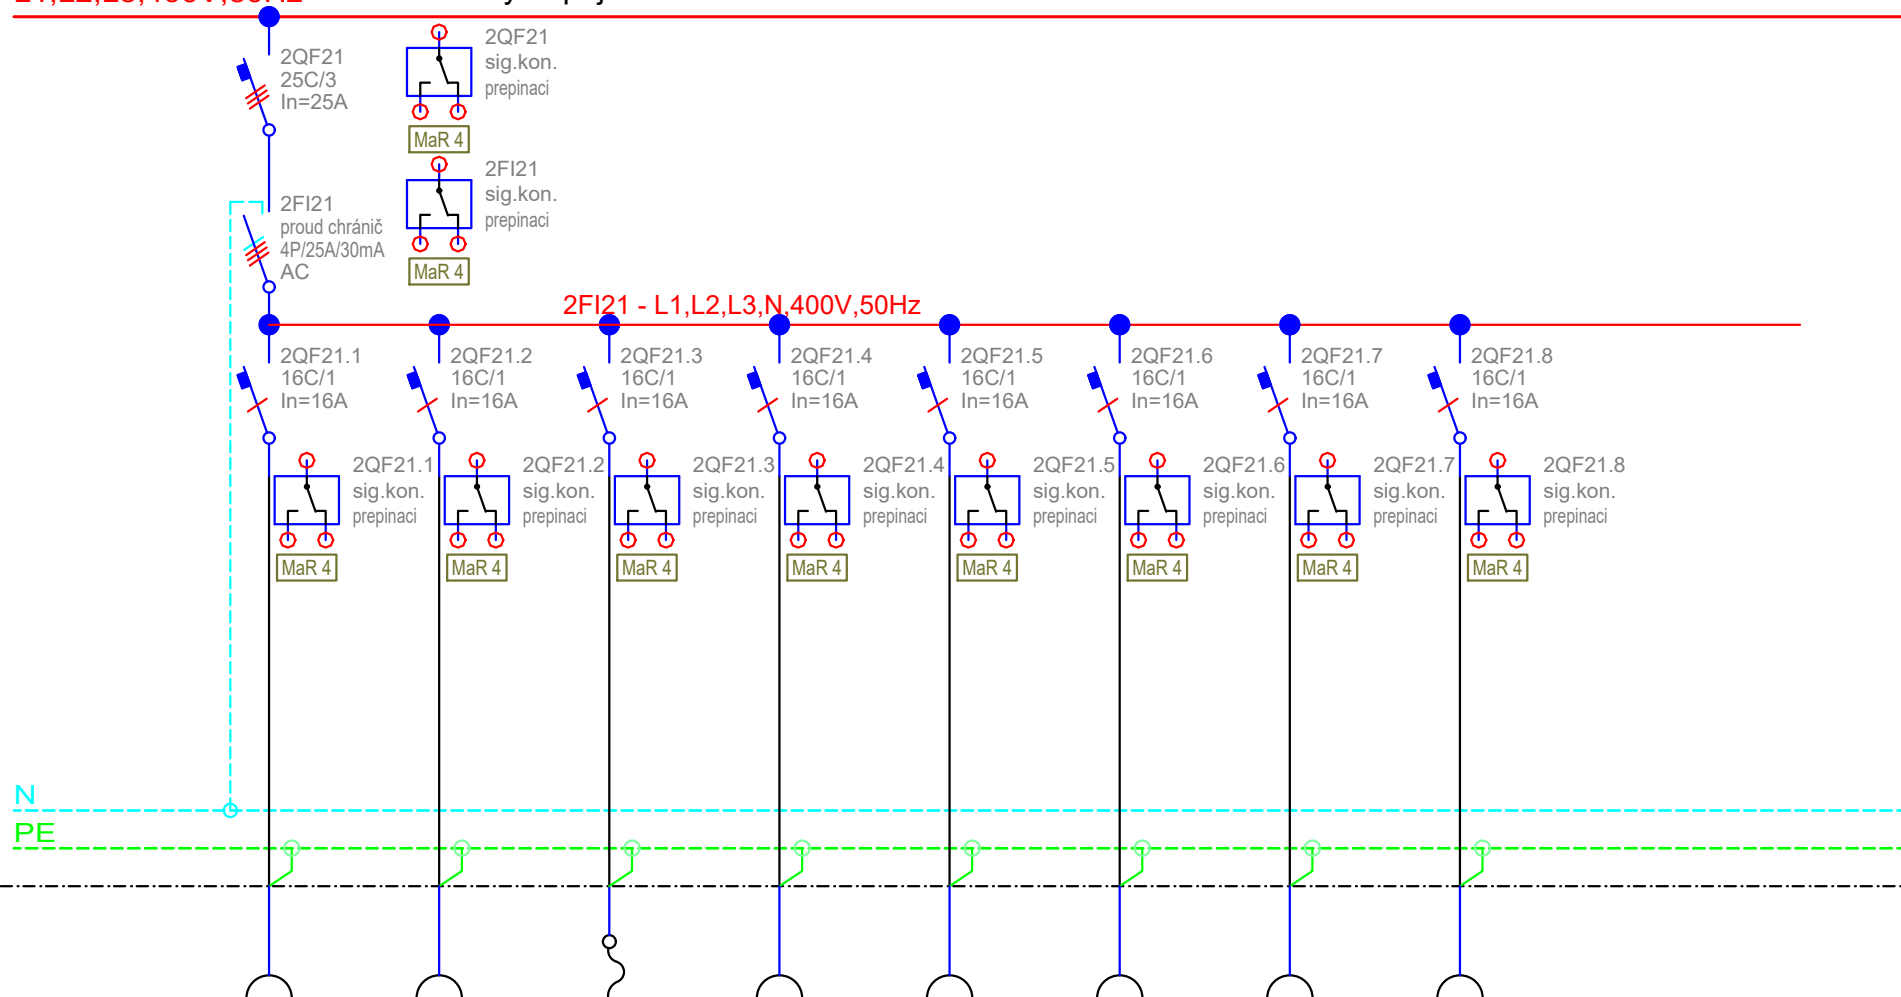 2QF21
25C/3
In=25A
2QF21
sig.kon.
prepinaci
MaR 4
2FI21
proud chránič
4P/25A/30mA
AC
2FI21
sig.kon.
prepinaci
MaR 4
2FI21 - L1,L2,L3,N,400V,50Hz
2QF21.1
16C/1
In=16A
2QF21.2
16C/1
In=16A
2QF21.3
16C/1
In=16A
2QF21.4
16C/1
In=16A
2QF21.5
16C/1
In=16A
2QF21.6
16C/1
In=16A
2QF21.7
16C/1
In=16A
2QF21.8
16C/1
In=16A
2QF21.1
sig.kon.
prepinaci
MaR 4
2QF21.2
sig.kon.
prepinaci
MaR 4
2QF21.3
sig.kon.
prepinaci
MaR 4
2QF21.4
sig.kon.
prepinaci
MaR 4
2QF21.5
sig.kon.
prepinaci
MaR 4
2QF21.6
sig.kon.
prepinaci
MaR 4
2QF21.7
sig.kon.
prepinaci
MaR 4
2QF21.8
sig.kon.
prepinaci
MaR 4
N
PE